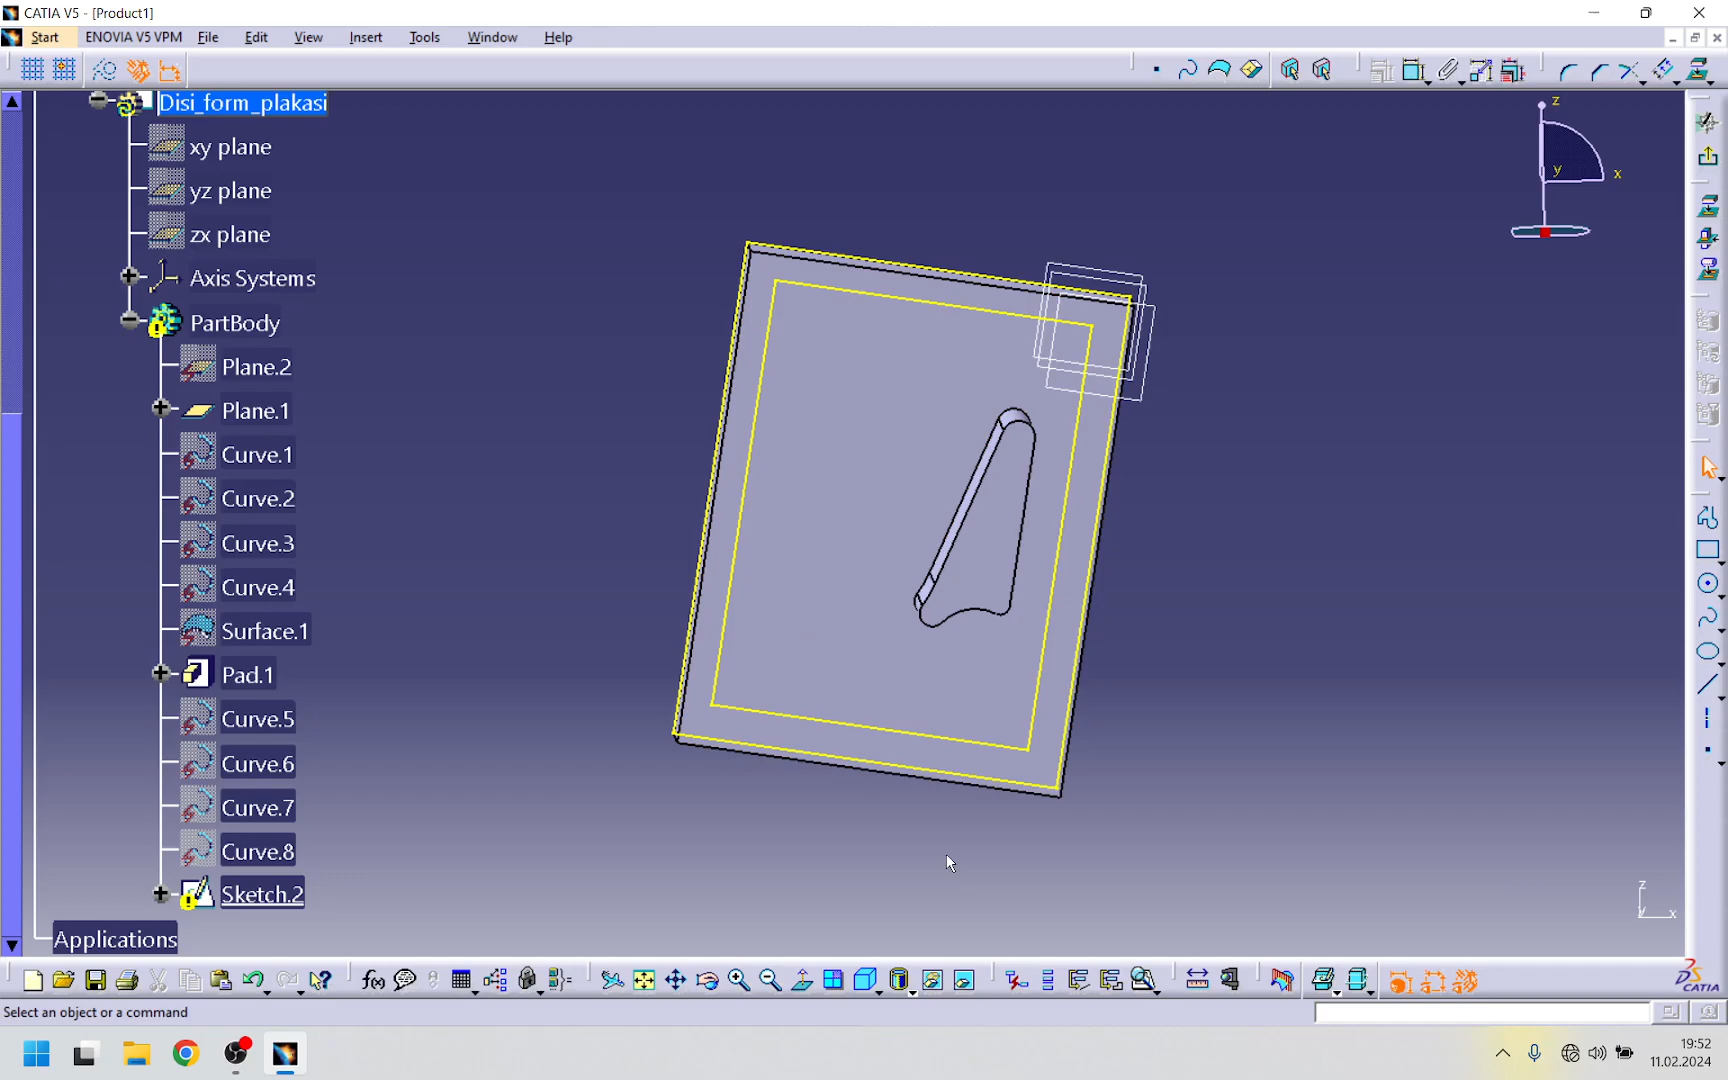 CATIA V5 - [Product1]
Start ENOVIA V5 VPM File Edit View Insert Tools Window Help
Disi_form_plakasi
xy plane
yz plane
zx plane
Axis Systems
PartBody
Plane.2
Plane.1
Curve.1
Curve.2
Curve.3
Curve.4
Surface.1
Pad.1
Curve.5
Curve.6
Curve.7
Curve.8
Sketch.2
Applications
z
y
x
z
y x
f(x)
CATIA
Select an object or a command
19:52
11.02.2024